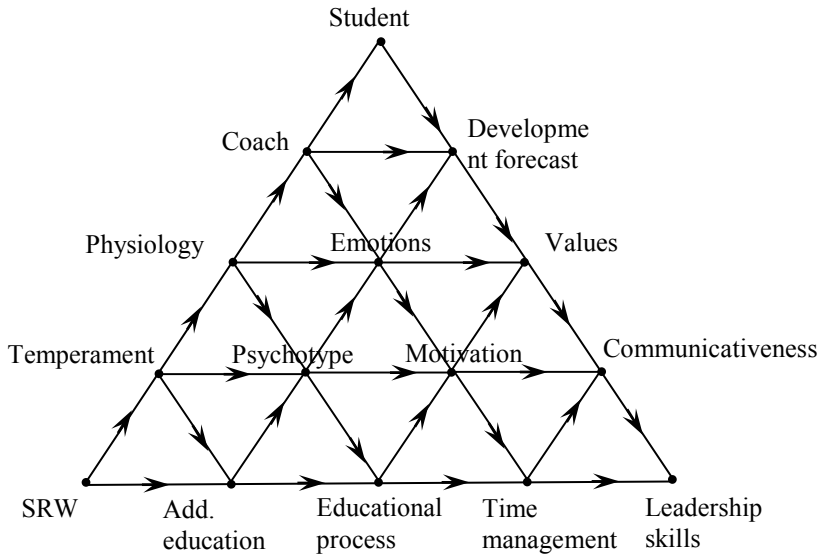 Student
Coach
Developme
nt forecast
Physiology
Emotions
Values
Temperament
Psychotype
Motivation
Communicativeness
SRW
Add.
education
Educational
process
Time
management
Leadership
skills